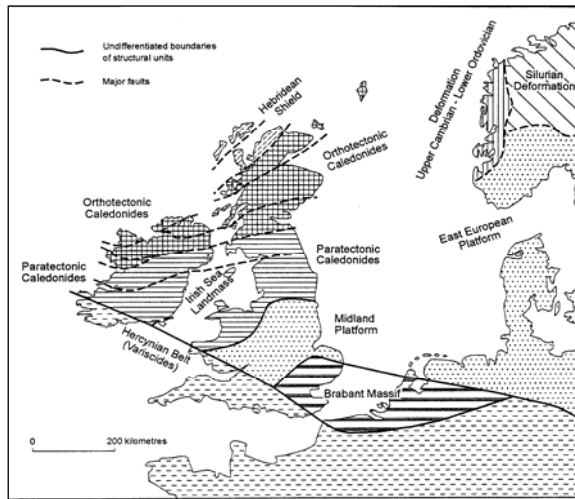 Undifferentiated boundaries
of structural units
Major faults
Hebridean
Shield
Orthotectonic
Caledonides
Deformation
Upper Cambrian - Lower Ordovician
Silurian
Deformation
Orthotectonic
Caledonides
East European
Platform
Paratectonic
Caledonides
Irish Sea
Landmass
Paratectonic
Caledonides
Midland
Platform
Hercynian Belt
(Variscides)
Brabant Massif
0 200 kilometres